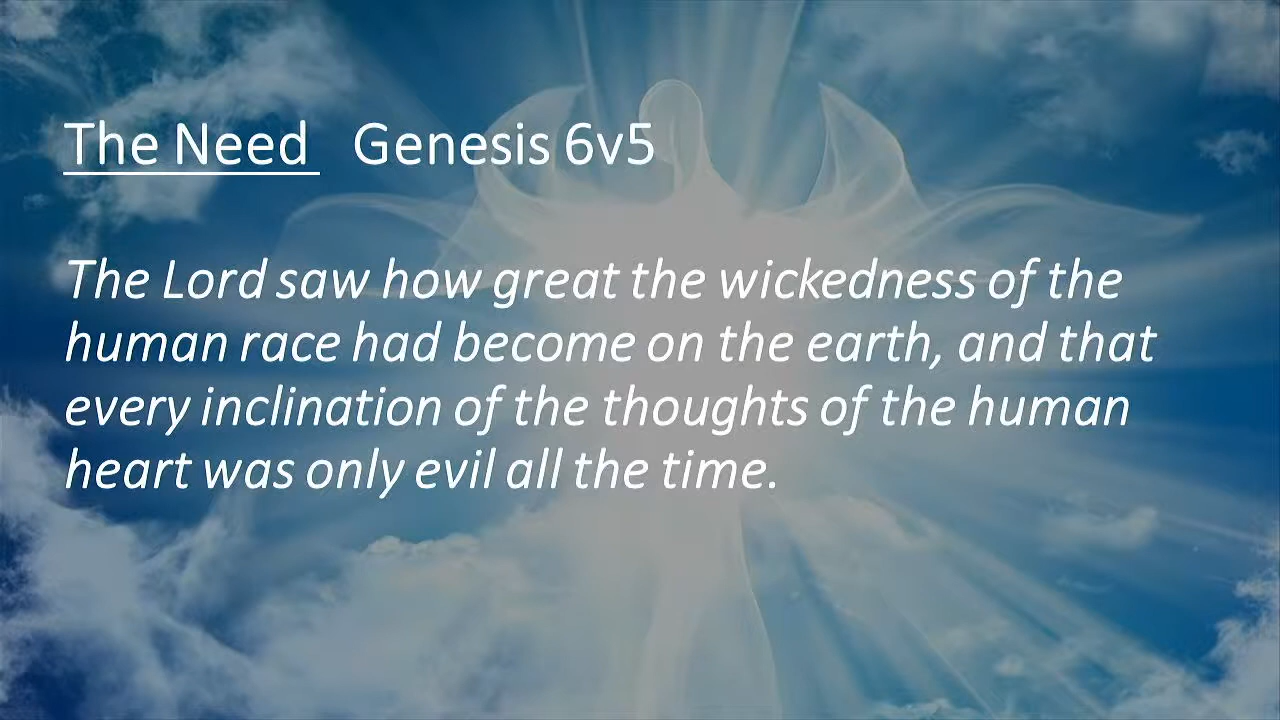 The Need Genesis 6v5
The Lord saw how great the wickedness of the
human race had become on the earth, and that
every inclination of the thoughts of the human
heart was only evil all the time.